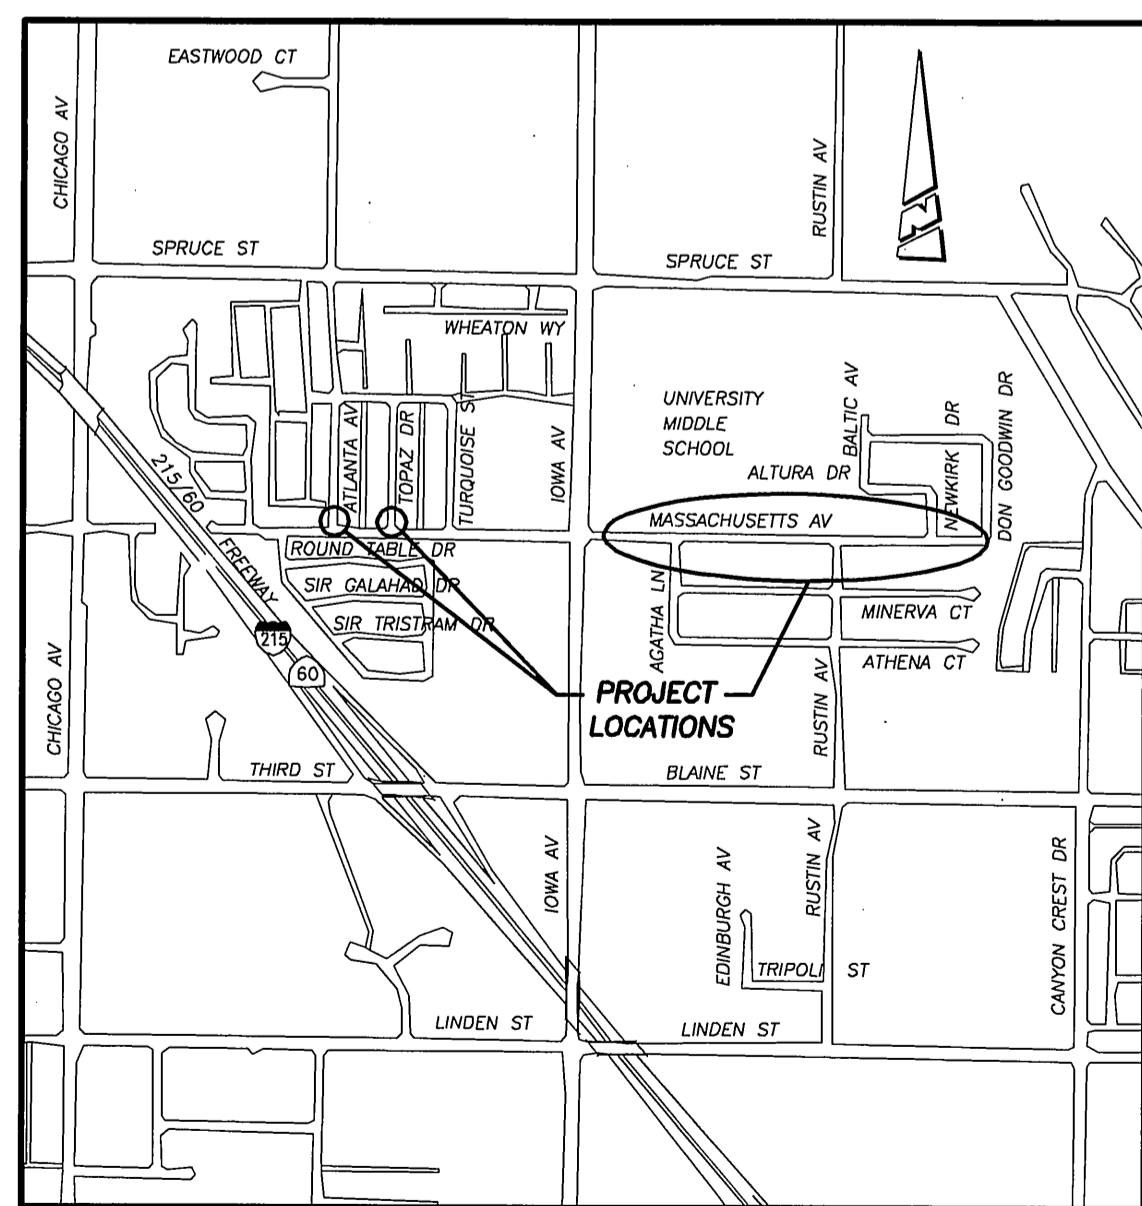 EASTWOOD CT
CHICAGO AV
RUSTIN AV
SPRUCE ST
SPRUCE ST
N
WHEATON WY
UNIVERSITY
MIDDLE
SCHOOL
BALTIC AV
NEWKIRK DR
DON GOODWIN DR
ATLANTA AV
TOPAZ DR
TURQUOISE ST
IOWA AV
ALTURA DR
215/60
FREEWAY
MASSACHUSETTS AV
ROUND TABLE DR
SIR GALAHAD DR
SIR TRISTRAM DR
AGATHA LN
MINERVA CT
ATHENA CT
215
60
PROJECT
LOCATIONS
CHICAGO AV
RUSTIN AV
THIRD ST
BLAINE ST
IOWA AV
EDINBURGH AV
RUSTIN AV
CANYON CREST DR
TRIPOLI ST
LINDEN ST
LINDEN ST